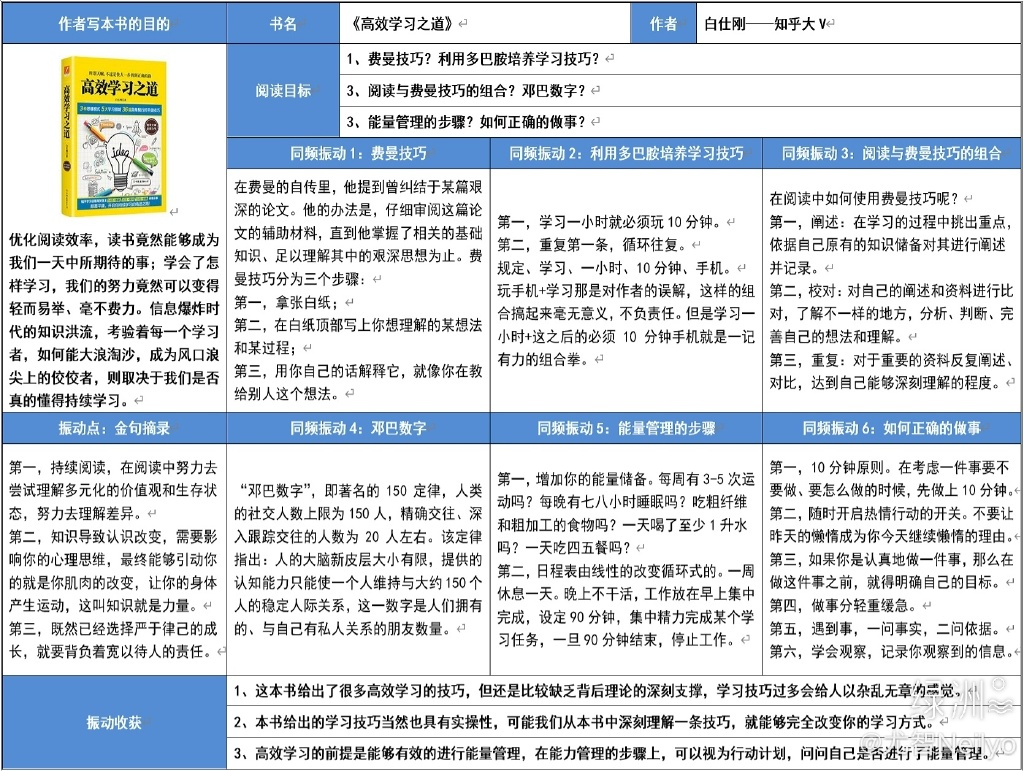 作者写本书的目的
书名
《高效学习之道》
作者
白仕刚——知乎大V
阅读目标
1、费曼技巧？利用多巴胺培养学习技巧？
3、阅读与费曼技巧的组合？邓巴数字？
3、能量管理的步骤？如何正确的做事？
高效学习之道
高效学习之道
idea
优化阅读效率，读书竟然能够成为
我们一天中所期待的事；学会了怎
样学习，我们的努力竟然可以变得
轻而易举、毫不费力。信息爆炸时
代的知识洪流，考验着每一个学习
者，如何能大浪淘沙，成为风口浪
尖上的佼佼者，则取决于我们是否
真的懂得持续学习。
同频振动1：费曼技巧
在费曼的自传里，他提到曾纠结于某篇艰
深的论文。他的办法是，仔细审阅这篇论
文的辅助材料，直到他掌握了相关的基础
知识、足以理解其中的艰深思想为止。费
曼技巧分为三个步骤：
第一，拿张白纸；
第二，在白纸顶部写上你想理解的某想法
和某过程；
第三，用你自己的话解释它，就像你在教
给别人这个想法。
同频振动2：利用多巴胺培养学习技巧
第一，学习一小时就必须玩10分钟。
第二，重复第一条，循环往复。
规定、学习、一小时、10分钟、手机。
玩手机+学习那是对作者的误解，这样的组
合搞起来毫无意义，不负责任。但是学习一
小时+这之后的必须 10 分钟手机就是一记
有力的组合拳。
同频振动3：阅读与费曼技巧的组合
在阅读中如何使用费曼技巧呢？
第一，阐述：在学习的过程中挑出重点，
依据自己原有的知识储备对其进行阐述
并记录。
第二，校对：对自己的阐述和资料进行比
对，了解不一样的地方，分析、判断、完
善自己的想法和理解。
第三，重复：对于重要的资料反复阐述、
对比，达到自己能够深刻理解的程度。
振动点：金句摘录
第一，持续阅读，在阅读中努力去
尝试理解多元化的价值观和生存状
态，努力去理解差异。
第二，知识导致认识改变，需要影
响你的心理思维，最终能够引动你
的就是你肌肉的改变，让你的身体
产生运动，这叫知识就是力量。
第三，既然已经选择严于律己的成
长，就要背负着宽以待人的责任。
同频振动4：邓巴数字
“邓巴数字”，即著名的 150 定律，人类
的社交人数上限为150人，精确交往、深
入跟踪交往的人数为 20 人左右。该定律
指出：人的大脑新皮层大小有限，提供的
认知能力只能使一个人维持与大约150个
人的稳定人际关系，这一数字是人们拥有
的、与自己有私人关系的朋友数量。
同频振动5：能量管理的步骤
第一，增加你的能量储备。每周有3-5次运
动吗？每晚有七八小时睡眠吗？吃粗纤维
和粗加工的食物吗？一天喝了至少1升水
吗？一天吃四五餐吗？
第二，日程表由线性的改变循环式的。一周
休息一天。晚上不干活，工作放在早上集中
完成，设定90分钟，集中精力完成某个学
习任务，一旦90分钟结束，停止工作。
同频振动6：如何正确的做事
第一，10分钟原则。在考虑一件事要不
要做、要怎么做的时候，先做上10分钟。
第二，随时开启热情行动的开关。不要让
昨天的懒惰成为你今天继续懒惰的理由。
第三，如果你是认真地做一件事，那么在
做这件事之前，就得明确自己的目标。
第四，做事分轻重缓急。
第五，遇到事，一问事实，二问依据。
第六，学会观察，记录你观察到的信息。
振动收获
1、这本书给出了很多高效学习的技巧，但还是比较缺乏背后理论的深刻支撑，学习技巧过多会给人以杂乱无章的感觉。
2、本书给出的学习技巧当然也具有实操性，可能我们从本书中深刻理解一条技巧，就能够完全改变你的学习方式。
3、高效学习的前提是能够有效的进行能量管理，在能力管理的步骤上，可以视为行动计划，问问自己是否进行了能量管理。
绿洲
@尤智Neilyo